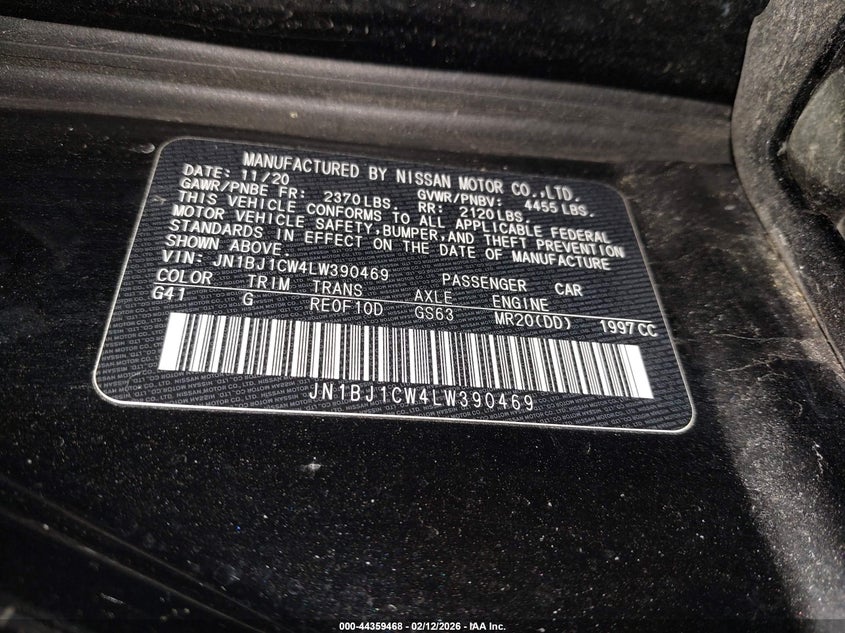 MANUFACTURED BY NISSAN MOTOR CO.,LTD.
DATE: 11/20 GVWR/PNBV: 4455 LBS.
GAWR/PNBE FR: 2370 LBS. RR: 2120 LBS.
THIS VEHICLE CONFORMS TO ALL APPLICABLE FEDERAL
MOTOR VEHICLE SAFETY, BUMPER, AND THEFT PREVENTION
STANDARDS IN EFFECT ON THE DATE OF MANUFACTURE
SHOWN ABOVE.
VIN: JN1BJ1CW4LW390469 PASSENGER CAR
COLOR TRIM TRANS AXLE ENGINE
G41 G RE0F10D GS63 MR20(DD) 1997 CC
JN1BJ1CW4LW390469
000-44359468 - 02/12/2026 - IAA Inc.